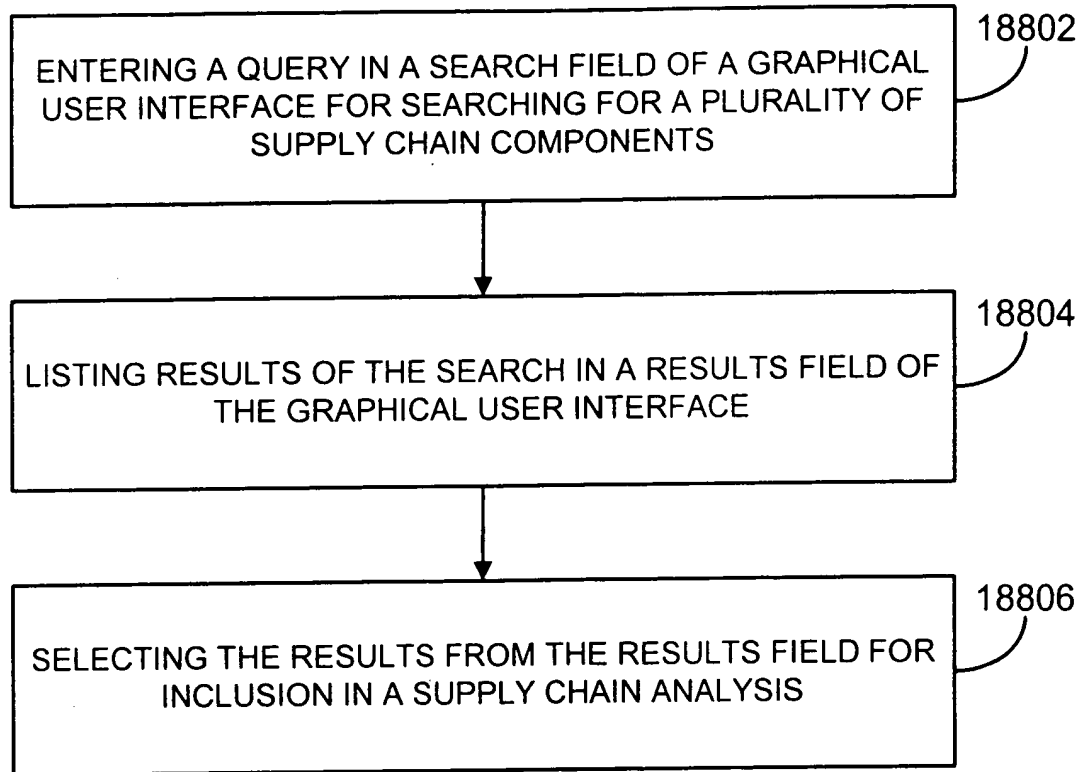 18802
ENTERING A QUERY IN A SEARCH FIELD OF A GRAPHICAL
USER INTERFACE FOR SEARCHING FOR A PLURALITY OF
SUPPLY CHAIN COMPONENTS
18804
LISTING RESULTS OF THE SEARCH IN A RESULTS FIELD OF
THE GRAPHICAL USER INTERFACE
18806
SELECTING THE RESULTS FROM THE RESULTS FIELD FOR
INCLUSION IN A SUPPLY CHAIN ANALYSIS